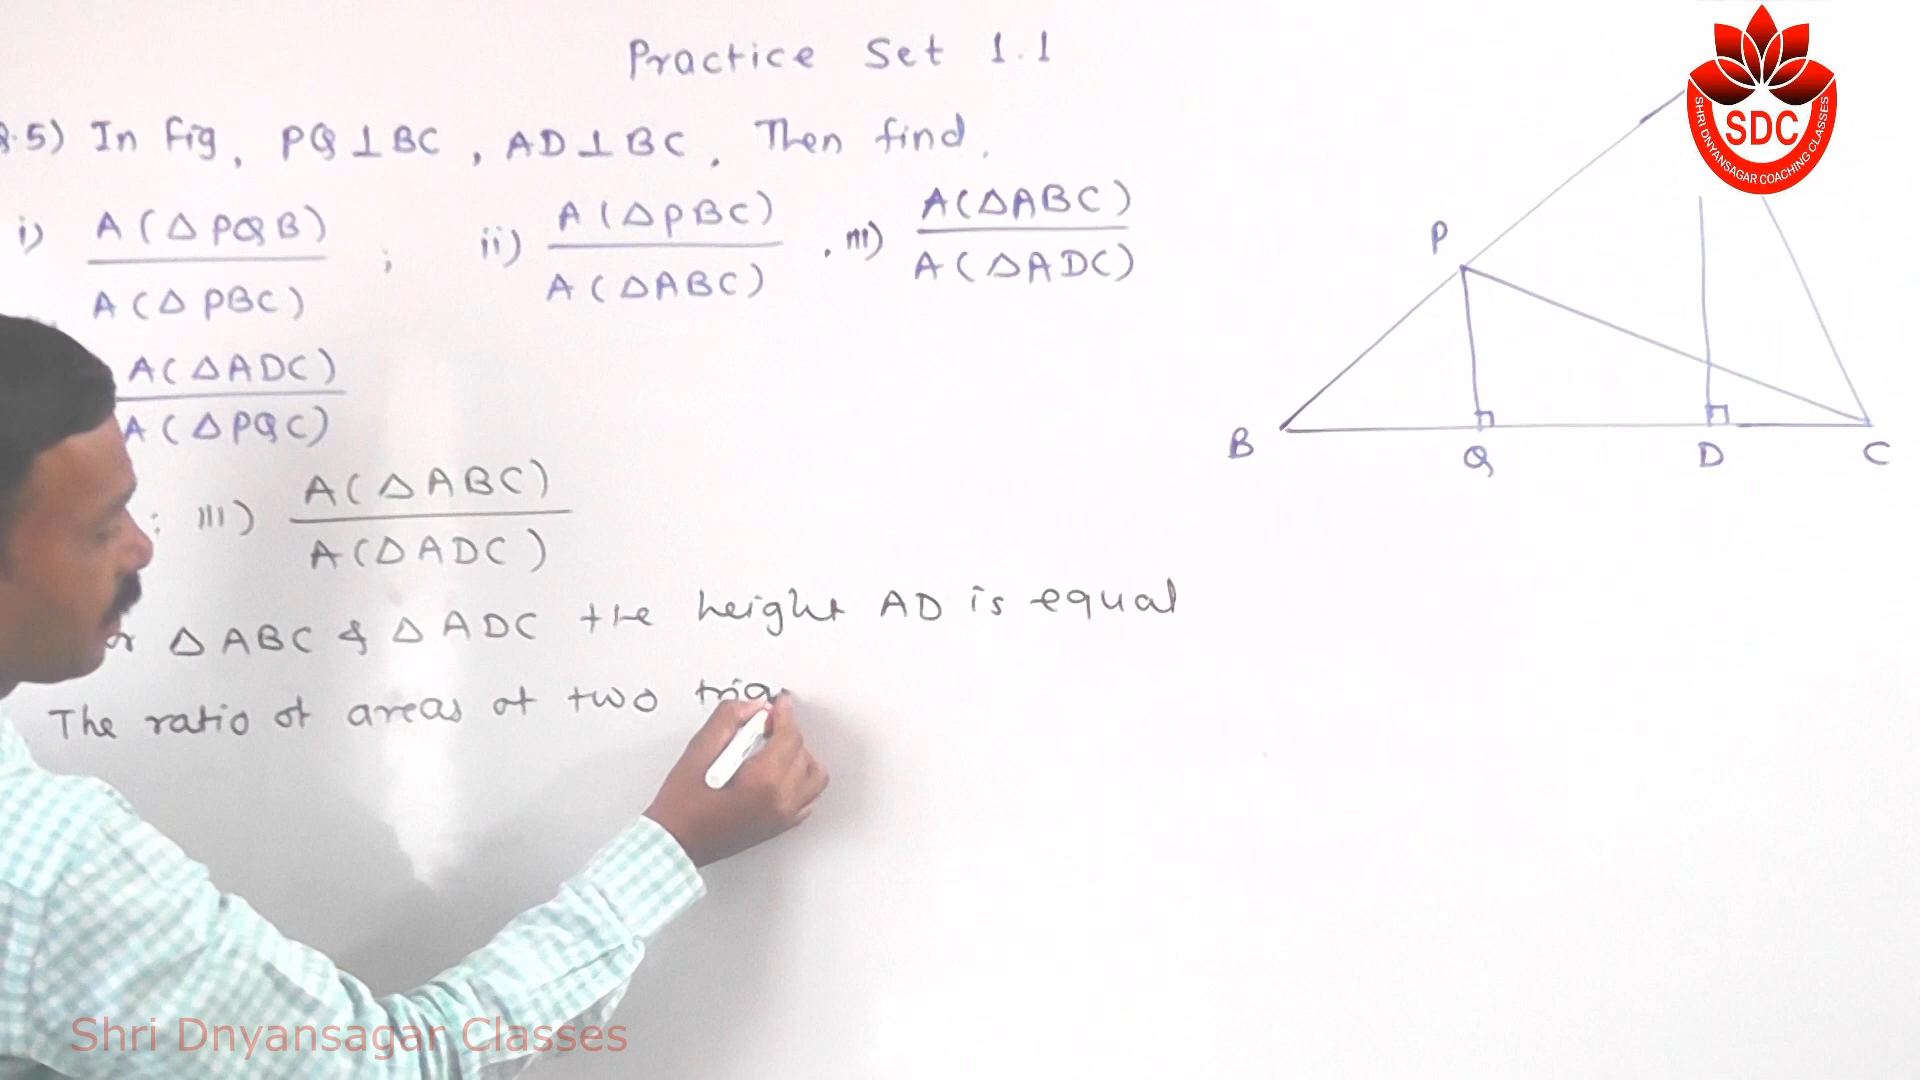 Practice Set 1.1
Q.5) In Fig, PQ⊥BC, AD⊥BC, Then find,
i) A(△PQB) / A(△PBC) ; ii) A(△PBC) / A(△ABC) , iii) A(△ABC) / A(△ADC)
A(△ADC) / A(△PQC)
: iii) A(△ABC) / A(△ADC)
△ABC & △ADC the height AD is equal
The ratio of areas of two tria
P
B
Q
D
C
SDC
SHRI DNYANSAGAR COACHING CLASSES
Shri Dnyansagar Classes